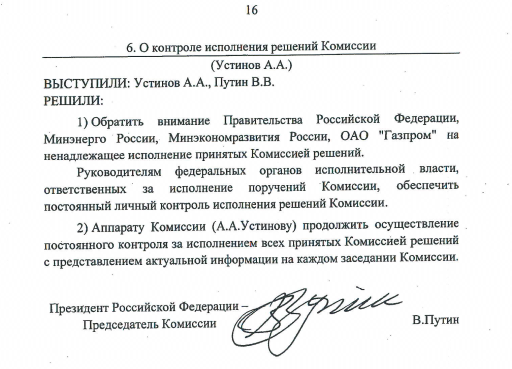 16
6. О контроле исполнения решений Комиссии
(Устинов А.А.)
ВЫСТУПИЛИ: Устинов А.А., Путин В.В.
РЕШИЛИ:
1) Обратить внимание Правительства Российской Федерации,
Минэнерго России, Минэкономразвития России, ОАО "Газпром" на
ненадлежащее исполнение принятых Комиссией решений.
Руководителям федеральных органов исполнительной власти,
ответственных за исполнение поручений Комиссии, обеспечить
постоянный личный контроль исполнения решений Комиссии.
2) Аппарату Комиссии (А.А.Устинову) продолжить осуществление
постоянного контроля за исполнением всех принятых Комиссией решений
с представлением актуальной информации на каждом заседании Комиссии.
Президент Российской Федерации –
Председатель Комиссии
В.Путин